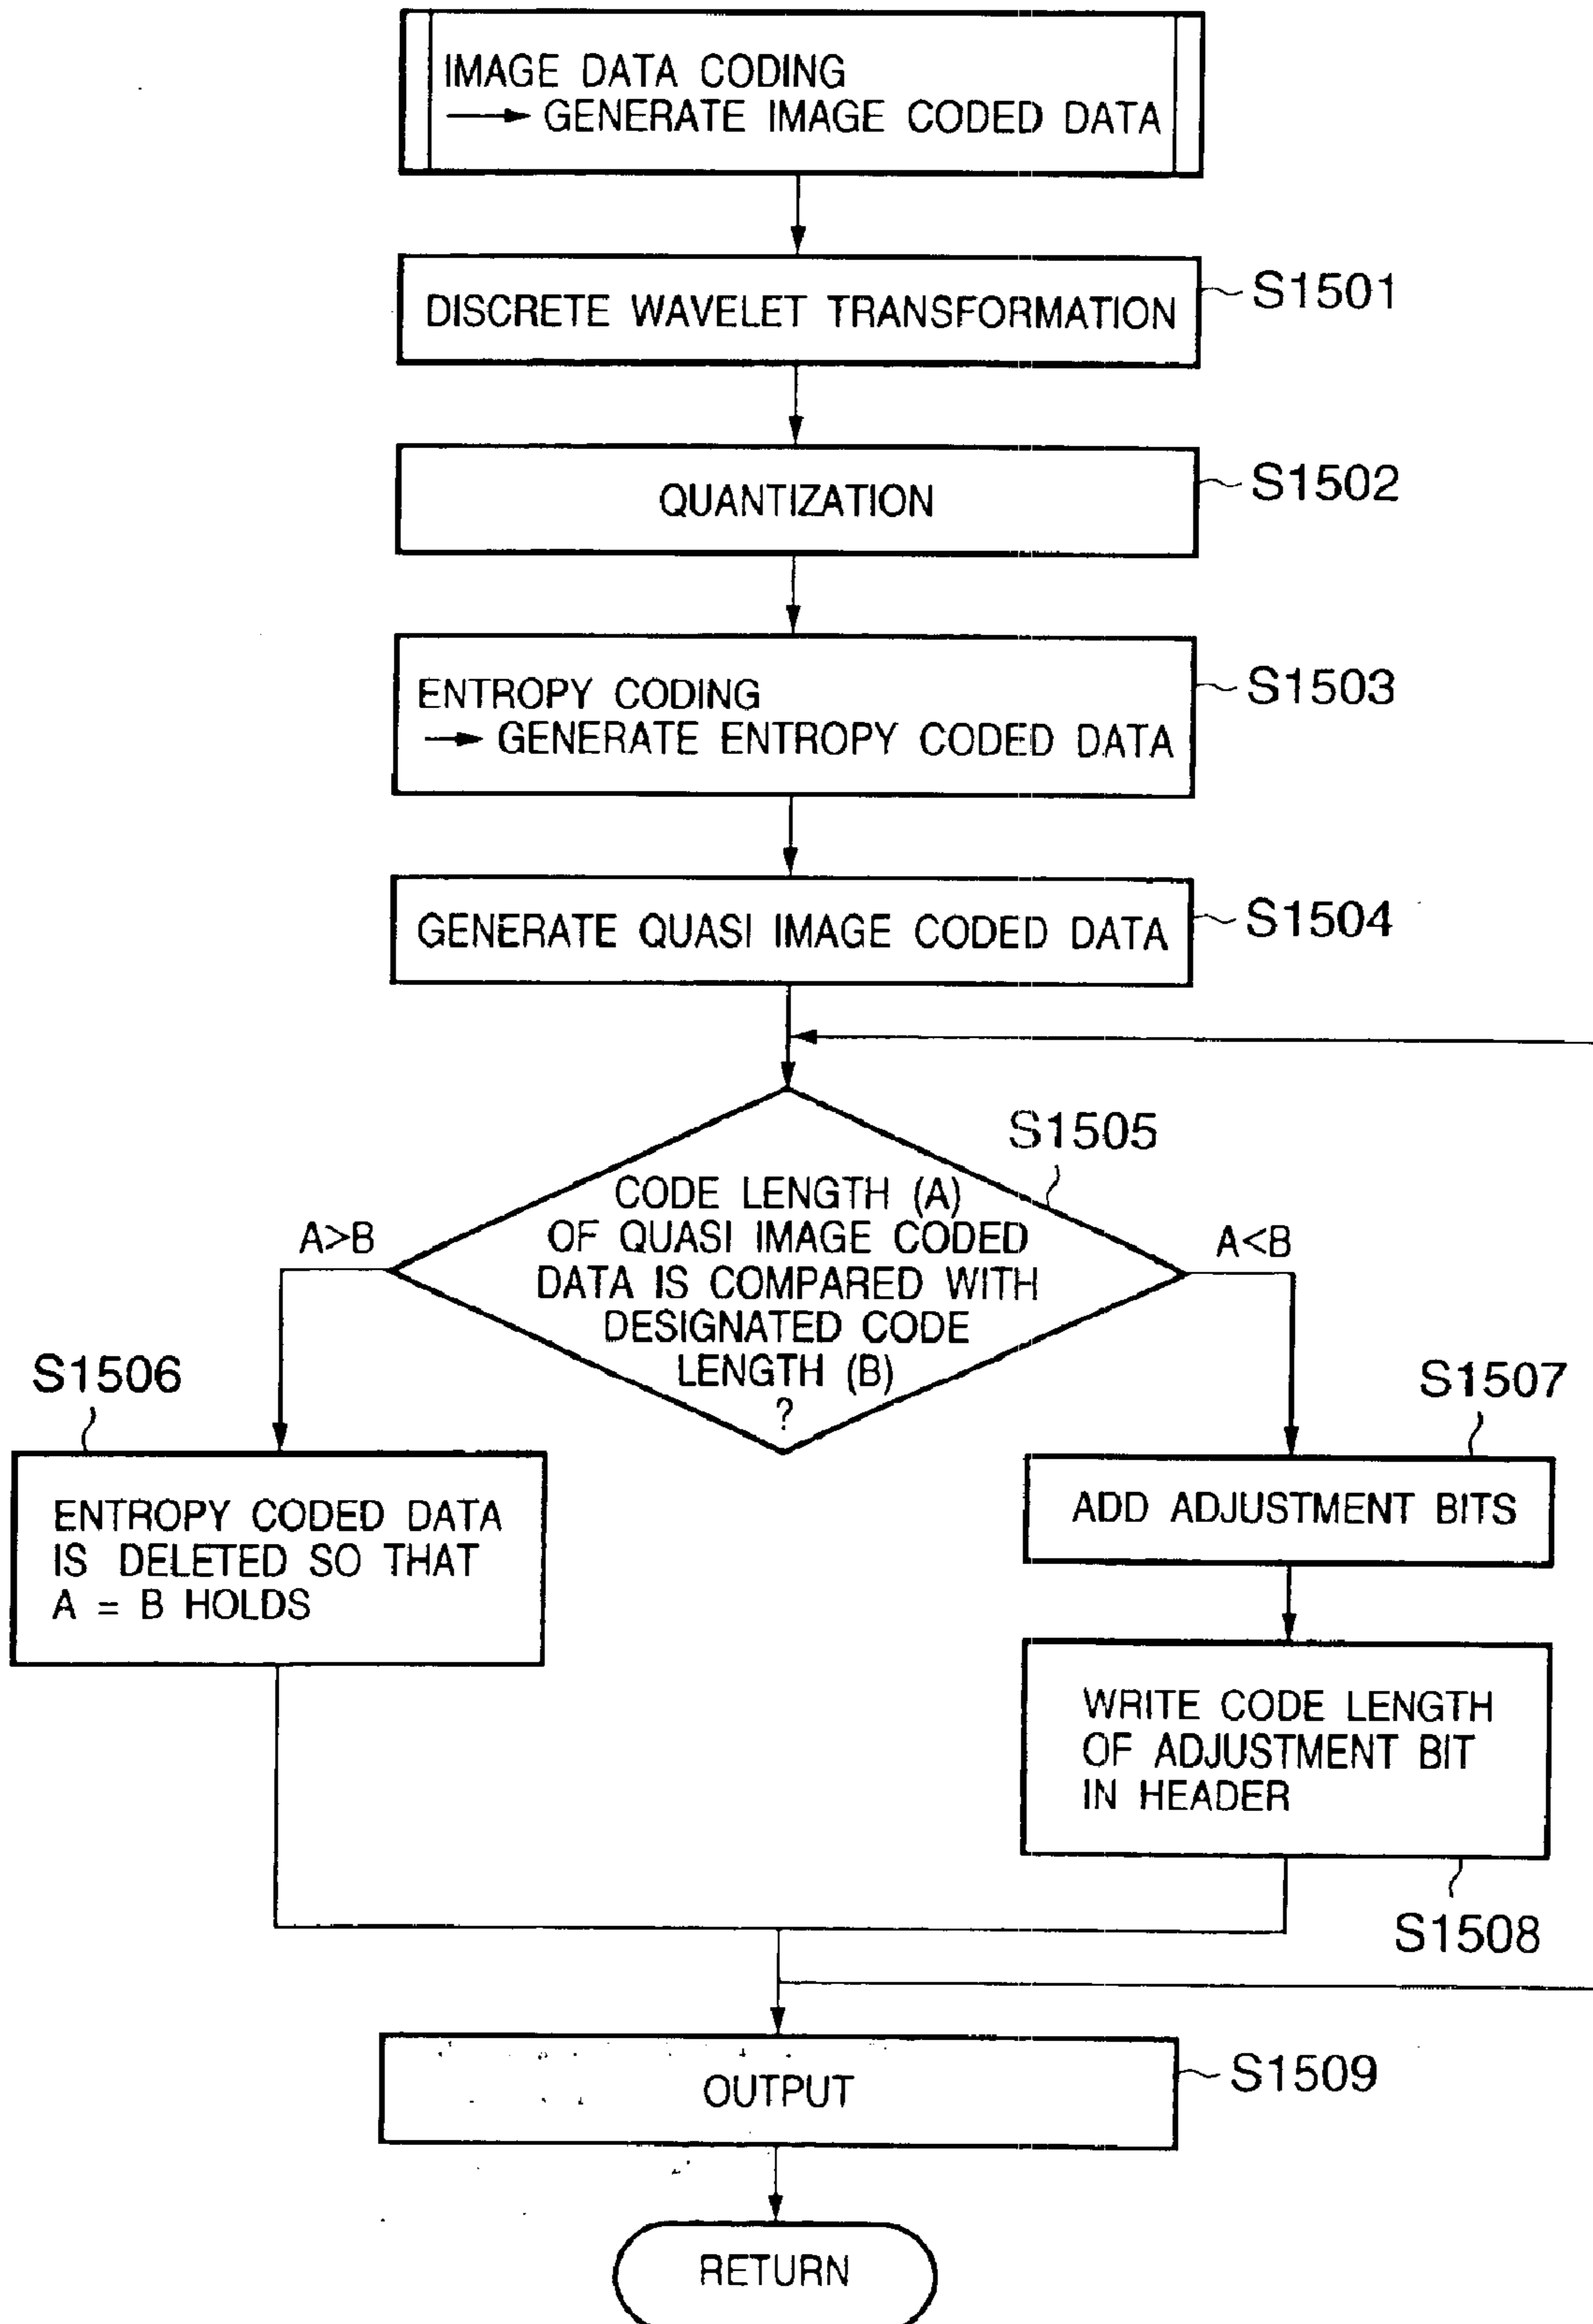 IMAGE DATA CODING
→ GENERATE IMAGE CODED DATA
DISCRETE WAVELET TRANSFORMATION
S1501
QUANTIZATION
S1502
ENTROPY CODING
→ GENERATE ENTROPY CODED DATA
S1503
GENERATE QUASI IMAGE CODED DATA
S1504
S1505
CODE LENGTH (A)
OF QUASI IMAGE CODED
DATA IS COMPARED WITH
DESIGNATED CODE
LENGTH (B)
?
A>B
A<B
S1506
ENTROPY CODED DATA
IS DELETED SO THAT
A = B HOLDS
S1507
ADD ADJUSTMENT BITS
WRITE CODE LENGTH
OF ADJUSTMENT BIT
IN HEADER
S1508
OUTPUT
S1509
RETURN